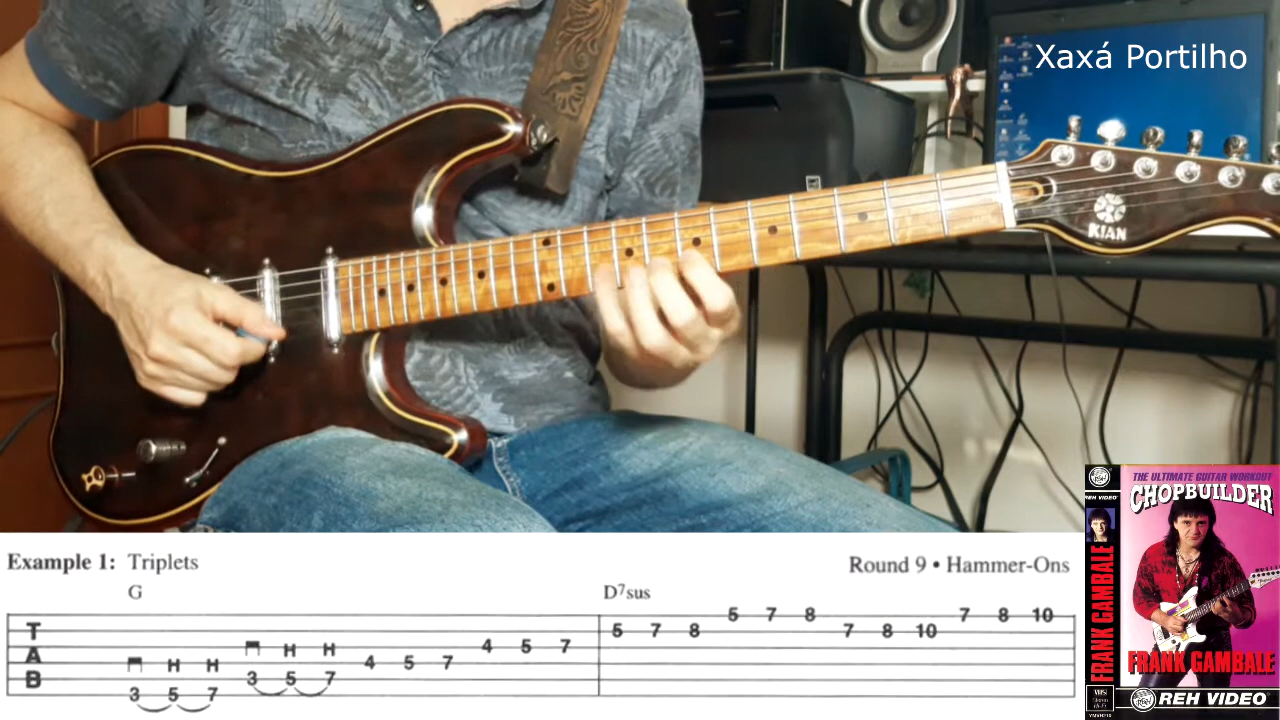 Xaxá Portilho
KIAN
Example 1: Triplets
Round 9 • Hammer-Ons
G
D7sus
5 7 8
7 8 10
T
5 7 8
7 8 10
A
H H
4 5 7
H H
4 5 7
B
3 5 7
3 5 7
THE ULTIMATE GUITAR WORKOUT
CHOPBUILDER
REH VIDEO
FRANK GAMBALE
FRANK GAMBALE
VHS
REH VIDEO